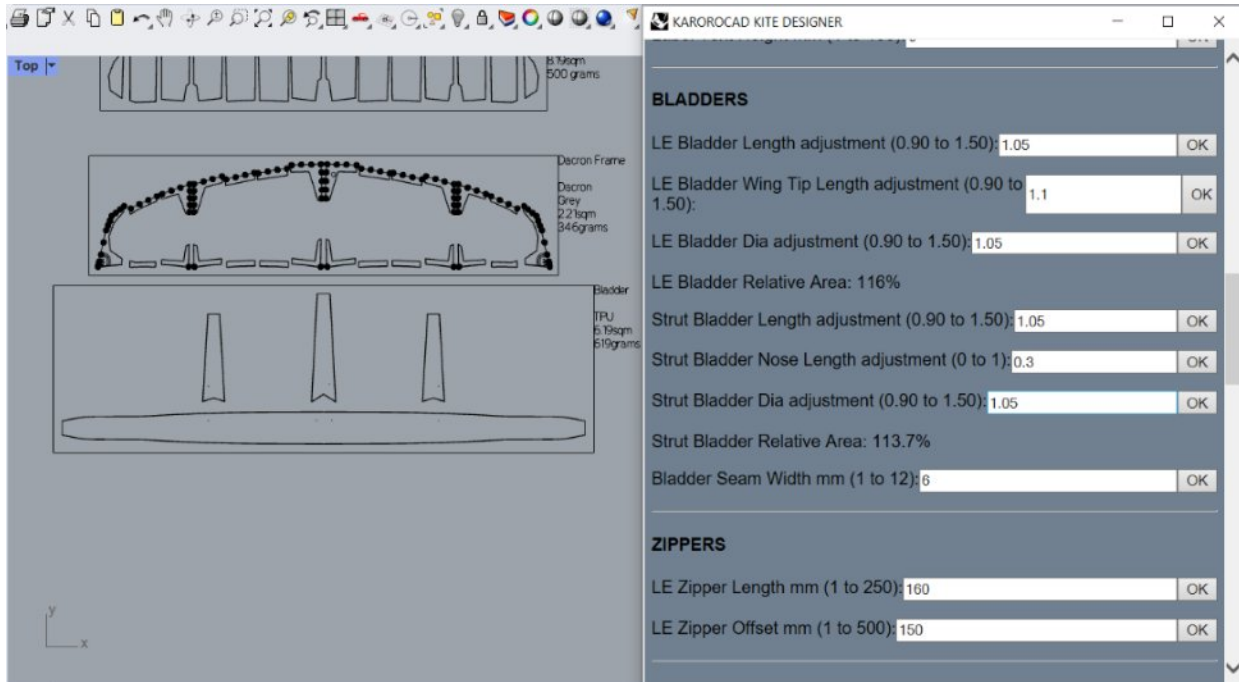 Top
8.19sqm
500 grams
Dacron Frame
Dacron
Grey
2.21sqm
346grams
Bladder
TPU
6.19sqm
619grams
y
x
KAROROCAD KITE DESIGNER
BLADDERS
LE Bladder Length adjustment (0.90 to 1.50): 1.05 OK
LE Bladder Wing Tip Length adjustment (0.90 to
1.50): 1.1 OK
LE Bladder Dia adjustment (0.90 to 1.50): 1.05 OK
LE Bladder Relative Area: 116%
Strut Bladder Length adjustment (0.90 to 1.50): 1.05 OK
Strut Bladder Nose Length adjustment (0 to 1): 0.3 OK
Strut Bladder Dia adjustment (0.90 to 1.50): 1.05 OK
Strut Bladder Relative Area: 113.7%
Bladder Seam Width mm (1 to 12): 6 OK
ZIPPERS
LE Zipper Length mm (1 to 250): 160 OK
LE Zipper Offset mm (1 to 500): 150 OK